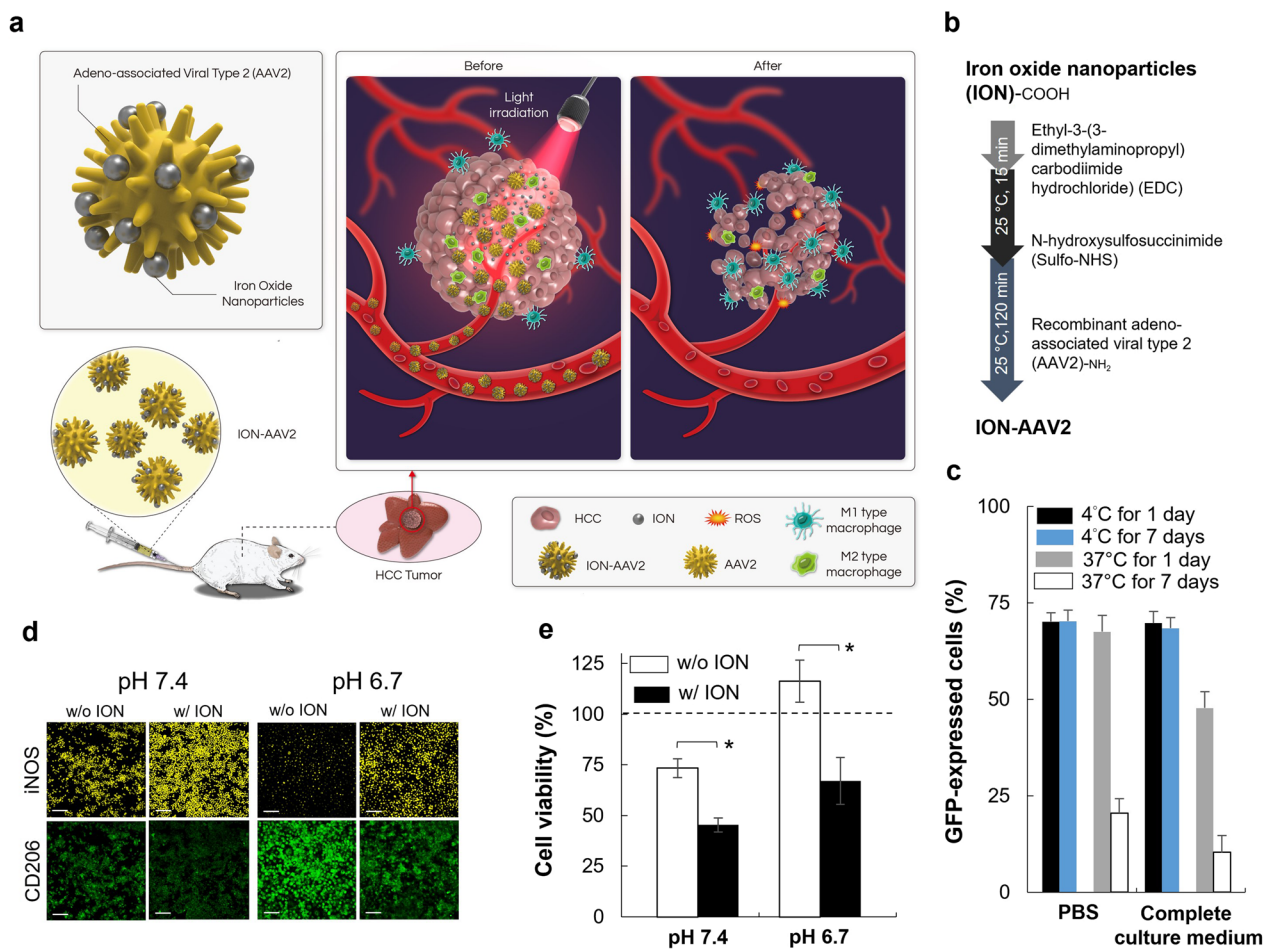 a
Adeno-associated Viral Type 2 (AAV2)
Iron Oxide
Nanoparticles
Before
Light
irradiation
After
ION-AAV2
HCC Tumor
HCC
ION
ROS
M1 type
macrophage
ION-AAV2
AAV2
M2 type
macrophage
b
Iron oxide nanoparticles
(ION)-COOH
25 °C, 15 min
Ethyl-3-(3-
dimethylaminopropyl)
carbodiimide
hydrochloride) (EDC)
N-hydroxysulfosuccinimide
(Sulfo-NHS)
25 °C,120 min
Recombinant adeno-
associated viral type 2
(AAV2)-NH₂
ION-AAV2
c
GFP-expressed cells (%)
100
75
50
25
0
4°C for 1 day
4°C for 7 days
37°C for 1 day
37°C for 7 days
PBS
Complete
culture medium
d
pH 7.4
pH 6.7
w/o ION
w/ ION
w/o ION
w/ ION
iNOS
CD206
e
Cell viability (%)
125
100
75
50
25
0
w/o ION
w/ ION
*
*
pH 7.4
pH 6.7